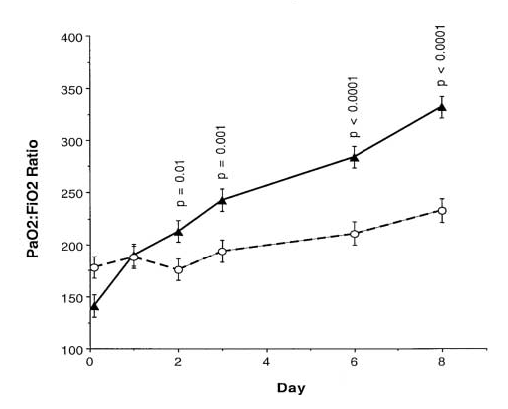 400
350
300
250
200
150
100
0
2
4
6
8
PaO2:FiO2 Ratio
Day
p = 0.01
p = 0.001
p < 0.0001
p < 0.0001